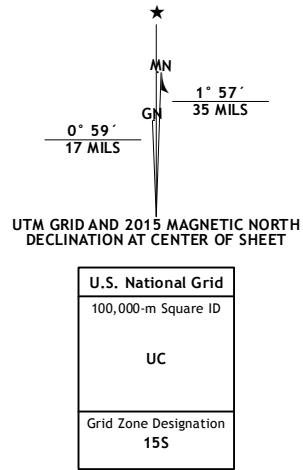 MN
1° 57´
35 MILS
GN
0° 59´
17 MILS
UTM GRID AND 2015 MAGNETIC NORTH
DECLINATION AT CENTER OF SHEET
U.S. National Grid
100,000-m Square ID
UC
Grid Zone Designation
15S